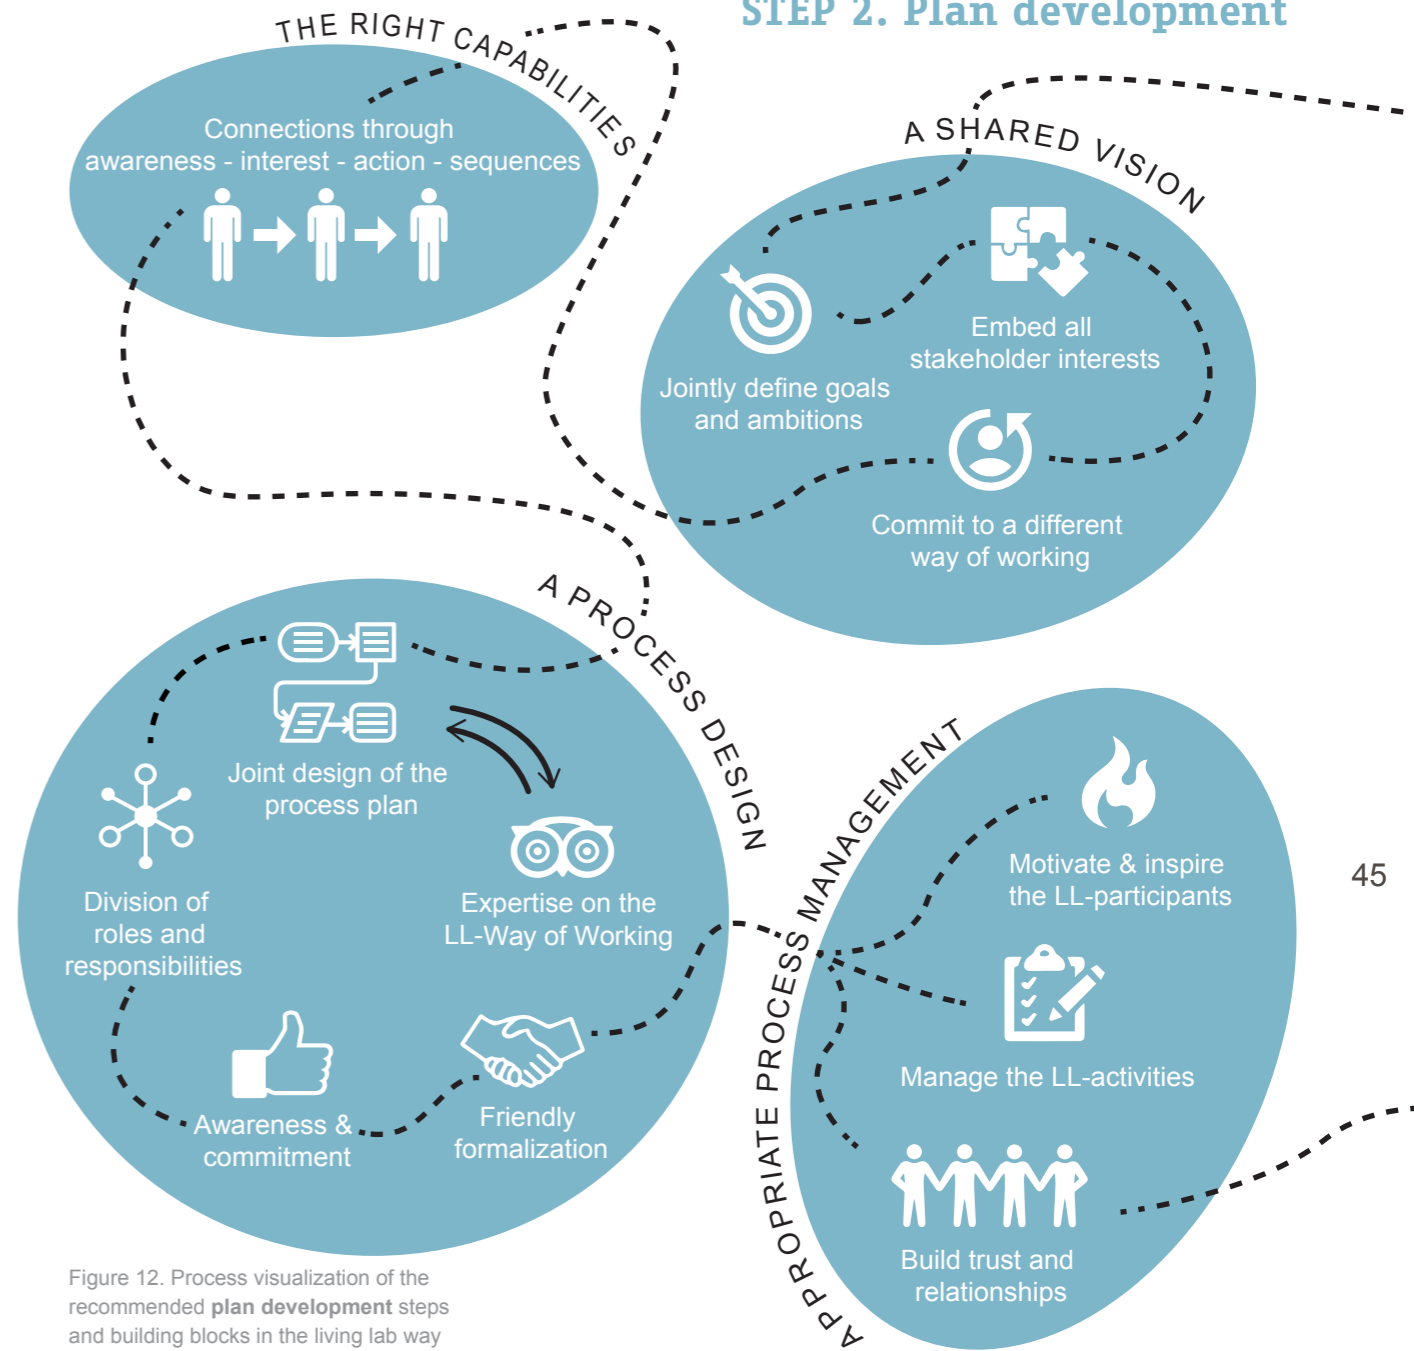 STEP 2. Plan development
THE RIGHT CAPABILITIES
Connections through
awareness - interest - action - sequences
A SHARED VISION
Embed all
stakeholder interests
Jointly define goals
and ambitions
Commit to a different
way of working
A PROCESS DESIGN
Joint design of the
process plan
Expertise on the
LL-Way of Working
Division of
roles and
responsibilities
Awareness &
commitment
Friendly
formalization
APPROPRIATE PROCESS MANAGEMENT
Motivate & inspire
the LL-participants
Manage the LL-activities
Build trust and
relationships
45
Figure 12. Process visualization of the
recommended plan development steps
and building blocks in the living lab way